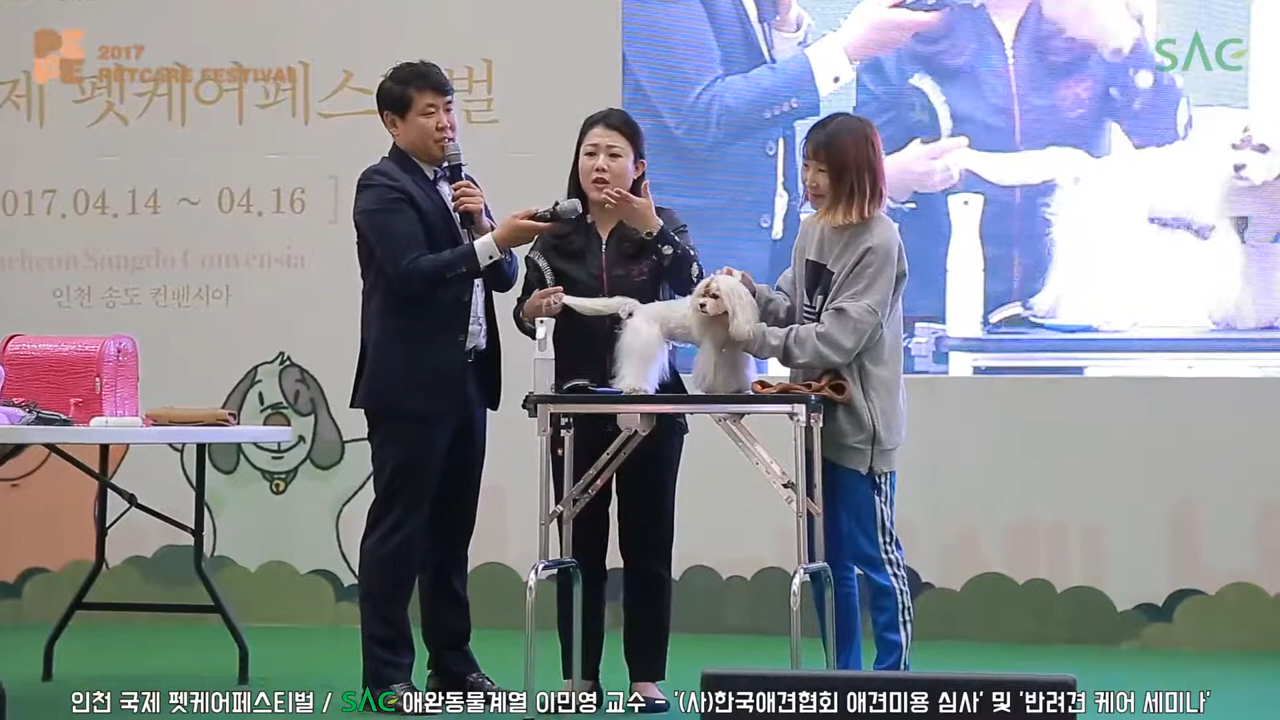 2017
PETCARE FESTIVAL
SAC
제 펫케어페스티벌
2017.04.14 ~ 04.16
Incheon Songdo Convensia
인천 송도 컨벤시아
인천 국제 펫케어페스티벌 / SAC 애완동물계열 이민영 교수 - '(사)한국애견협회 애견미용 심사' 및 '반려견 케어 세미나'